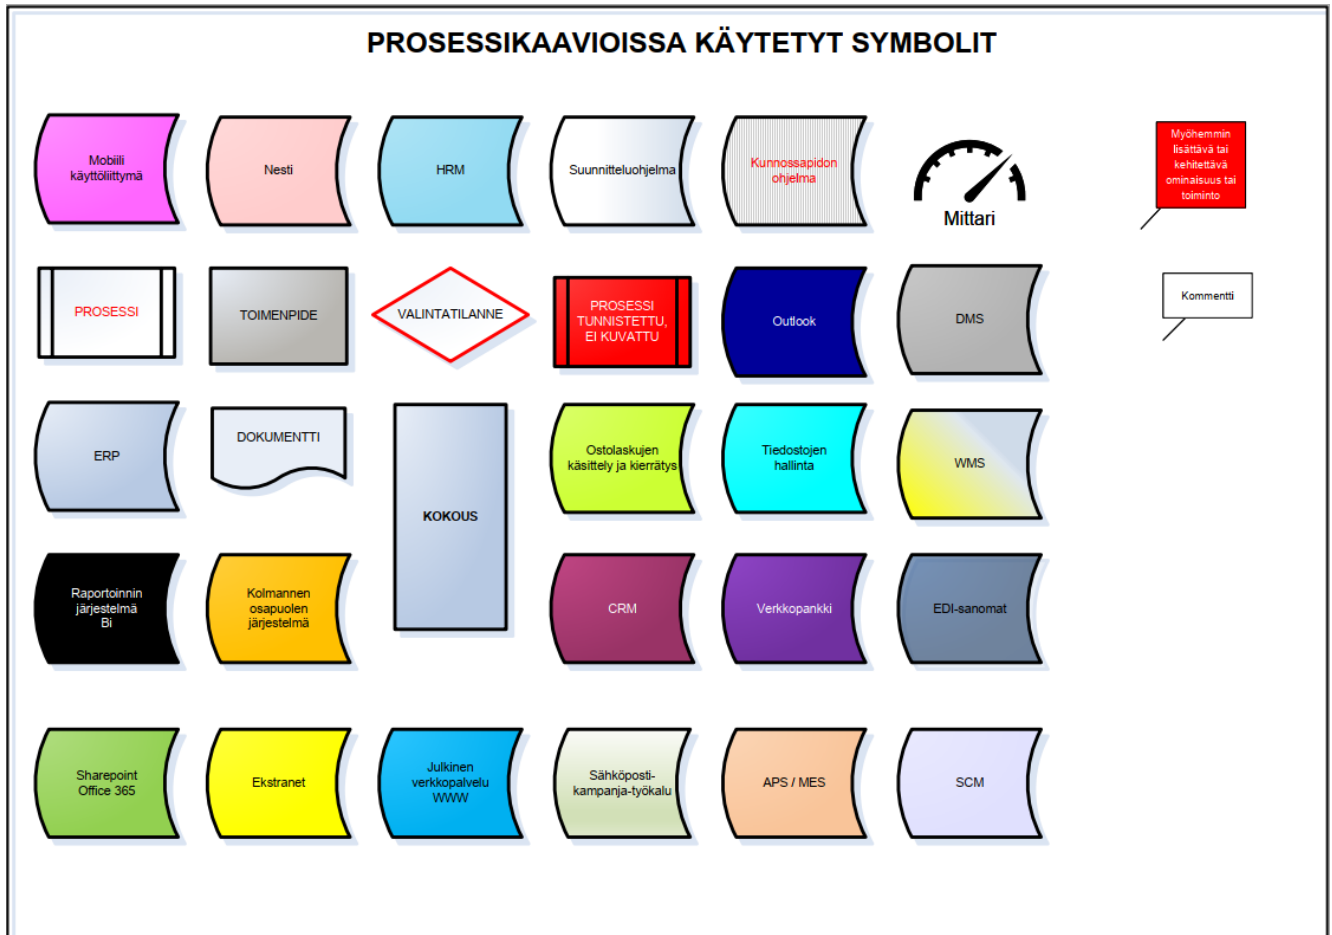 PROSESSIKAAVIOISSA KÄYTETYT SYMBOLIT
Mobiili
käyttöliittymä
Nesti
HRM
Suunnitteluohjelma
Kunnossapidon
ohjelma
Mittari
Myöhemmin
lisättävä tai
kehitettävä
ominaisuus tai
toiminto
PROSESSI
TOIMENPIDE
VALINTATILANNE
PROSESSI
TUNNISTETTU,
EI KUVATTU
Outlook
DMS
Kommentti
ERP
DOKUMENTTI
KOKOUS
Ostolaskujen
käsittely ja kierrätys
Tiedostojen
hallinta
WMS
Raportoinnin
järjestelmä
Bi
Kolmannen
osapuolen
järjestelmä
CRM
Verkkopankki
EDI-sanomat
Sharepoint
Office 365
Ekstranet
Julkinen
verkkopalvelu
WWW
Sähköposti-
kampanja-työkalu
APS / MES
SCM